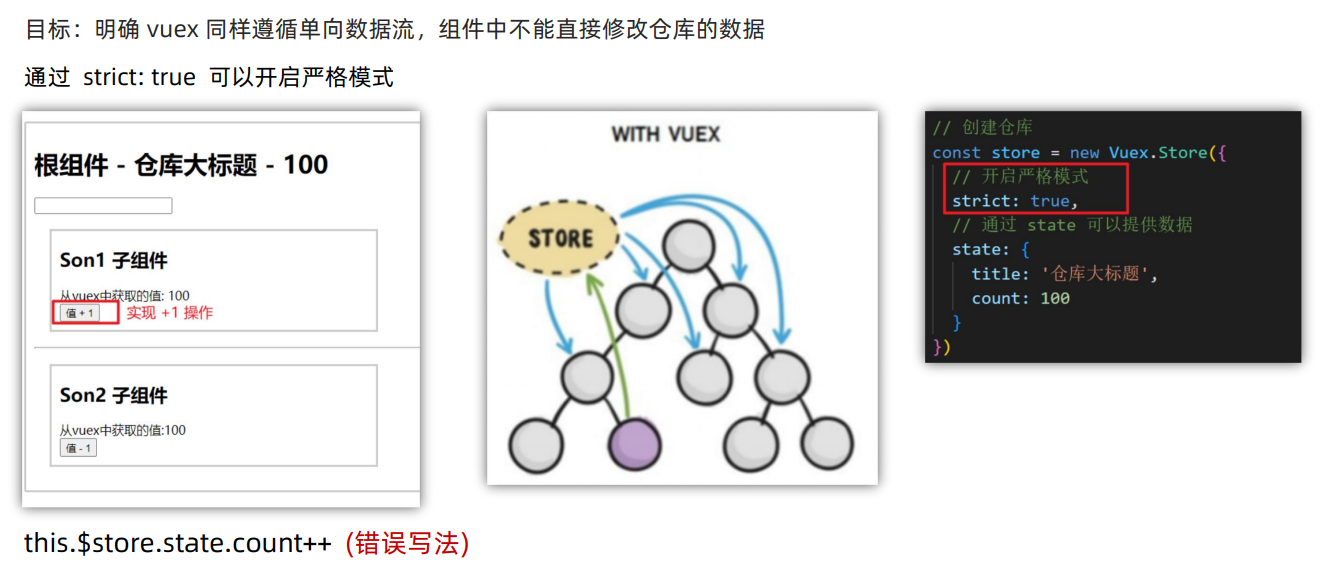 目标：明确 vuex 同样遵循单向数据流，组件中不能直接修改仓库的数据
通过 strict: true 可以开启严格模式
根组件 - 仓库大标题 - 100
Son1 子组件
从vuex中获取的值: 100
值 + 1
实现 +1 操作
Son2 子组件
从vuex中获取的值:100
值 - 1
WITH VUEX
STORE
// 创建仓库
const store = new Vuex.Store({
// 开启严格模式
strict: true,
// 通过 state 可以提供数据
state: {
title: '仓库大标题',
count: 100
}
})
this.$store.state.count++ (错误写法)